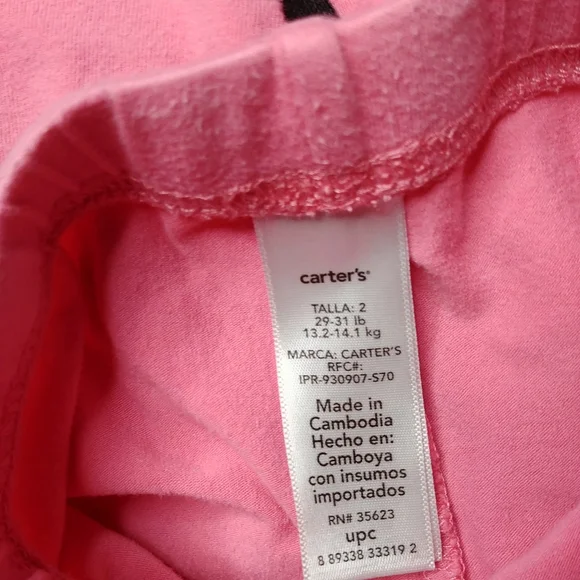 carter's
TALLA: 2
29-31 lb
13.2-14.1 kg
MARCA: CARTER'S
RFC#:
IPR-930907-S70
Made in
Cambodia
Hecho en:
Camboya
con insumos
importados
RN# 35623
upc
8 89338 33319 2